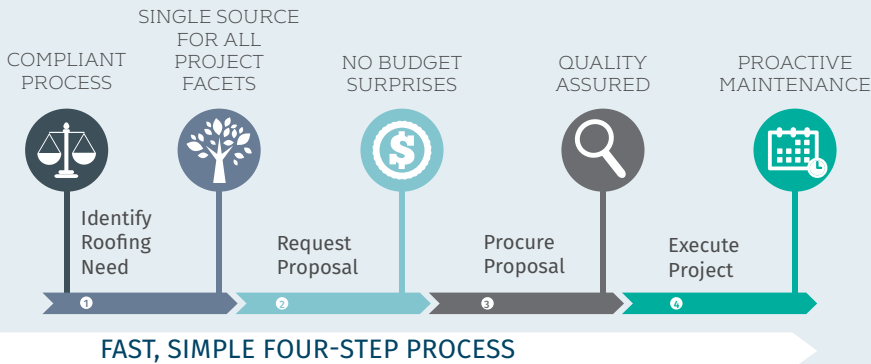 COMPLIANT
PROCESS
SINGLE SOURCE
FOR ALL
PROJECT
FACETS
NO BUDGET
SURPRISES
QUALITY
ASSURED
PROACTIVE
MAINTENANCE
$
Identify
Roofing
Need
Request
Proposal
Procure
Proposal
Execute
Project
1
2
3
4
FAST, SIMPLE FOUR-STEP PROCESS